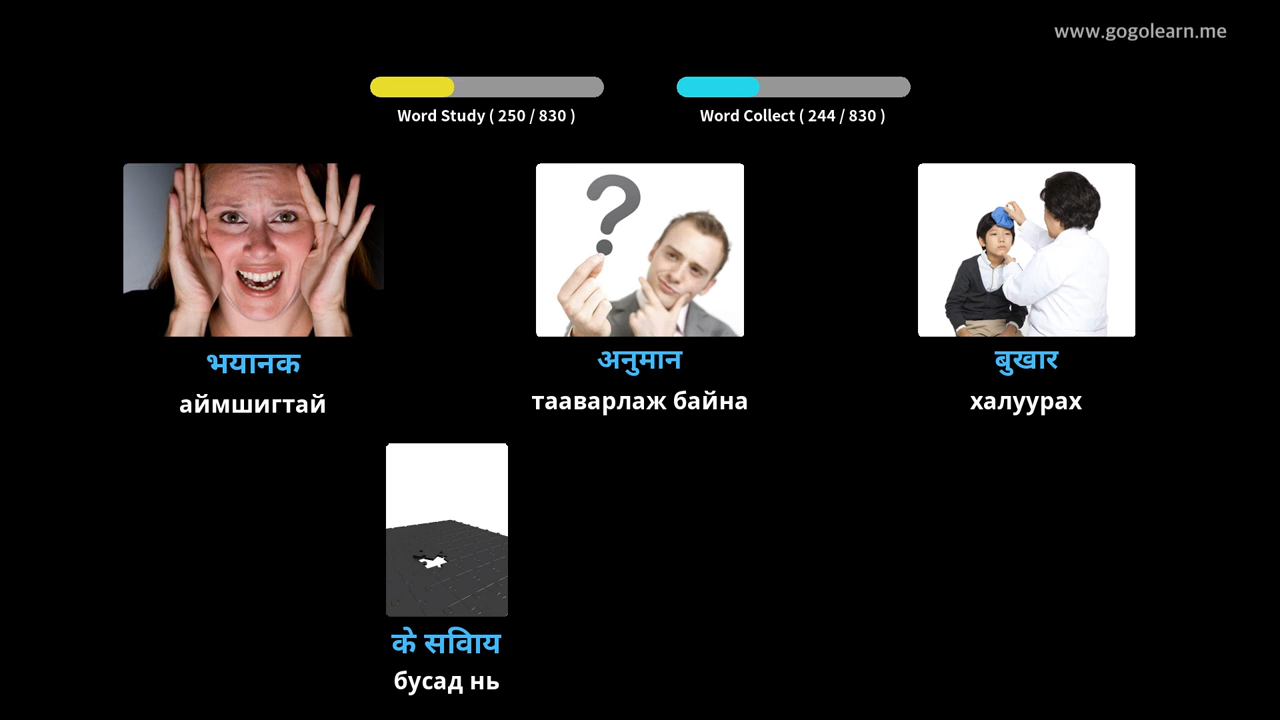 www.gogolearn.me
Word Study ( 250 / 830 )
Word Collect ( 244 / 830 )
भयानक
аймшигтай
अनुमान
тааварлаж байна
बुखार
халуурах
के सिवाय
бусад нь